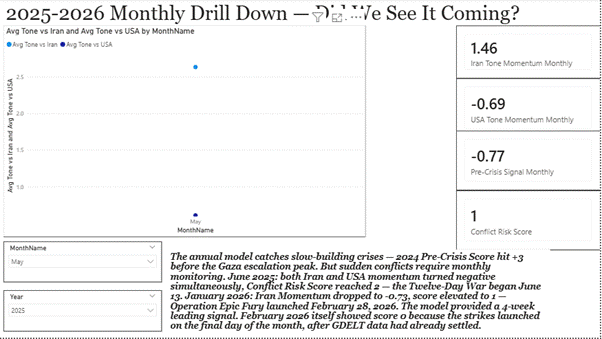 2025-2026 Monthly Drill Down — Did We See It Coming?
Avg Tone vs Iran and Avg Tone vs USA by MonthName
Avg Tone vs Iran Avg Tone vs USA
Avg Tone vs Iran and Avg Tone vs USA
2.5
2.0
1.5
1.0
May
MonthName
1.46
Iran Tone Momentum Monthly
-0.69
USA Tone Momentum Monthly
-0.77
Pre-Crisis Signal Monthly
1
Conflict Risk Score
MonthName
May
Year
2025
The annual model catches slow-building crises — 2024 Pre-Crisis Score hit +3
before the Gaza escalation peak. But sudden conflicts require monthly
monitoring. June 2025: both Iran and USA momentum turned negative
simultaneously, Conflict Risk Score reached 2 — the Twelve-Day War began June
13. January 2026: Iran Momentum dropped to -0.73, score elevated to 1 —
Operation Epic Fury launched February 28, 2026. The model provided a 4-week
leading signal. February 2026 itself showed score 0 because the strikes launched
on the final day of the month, after GDELT data had already settled.